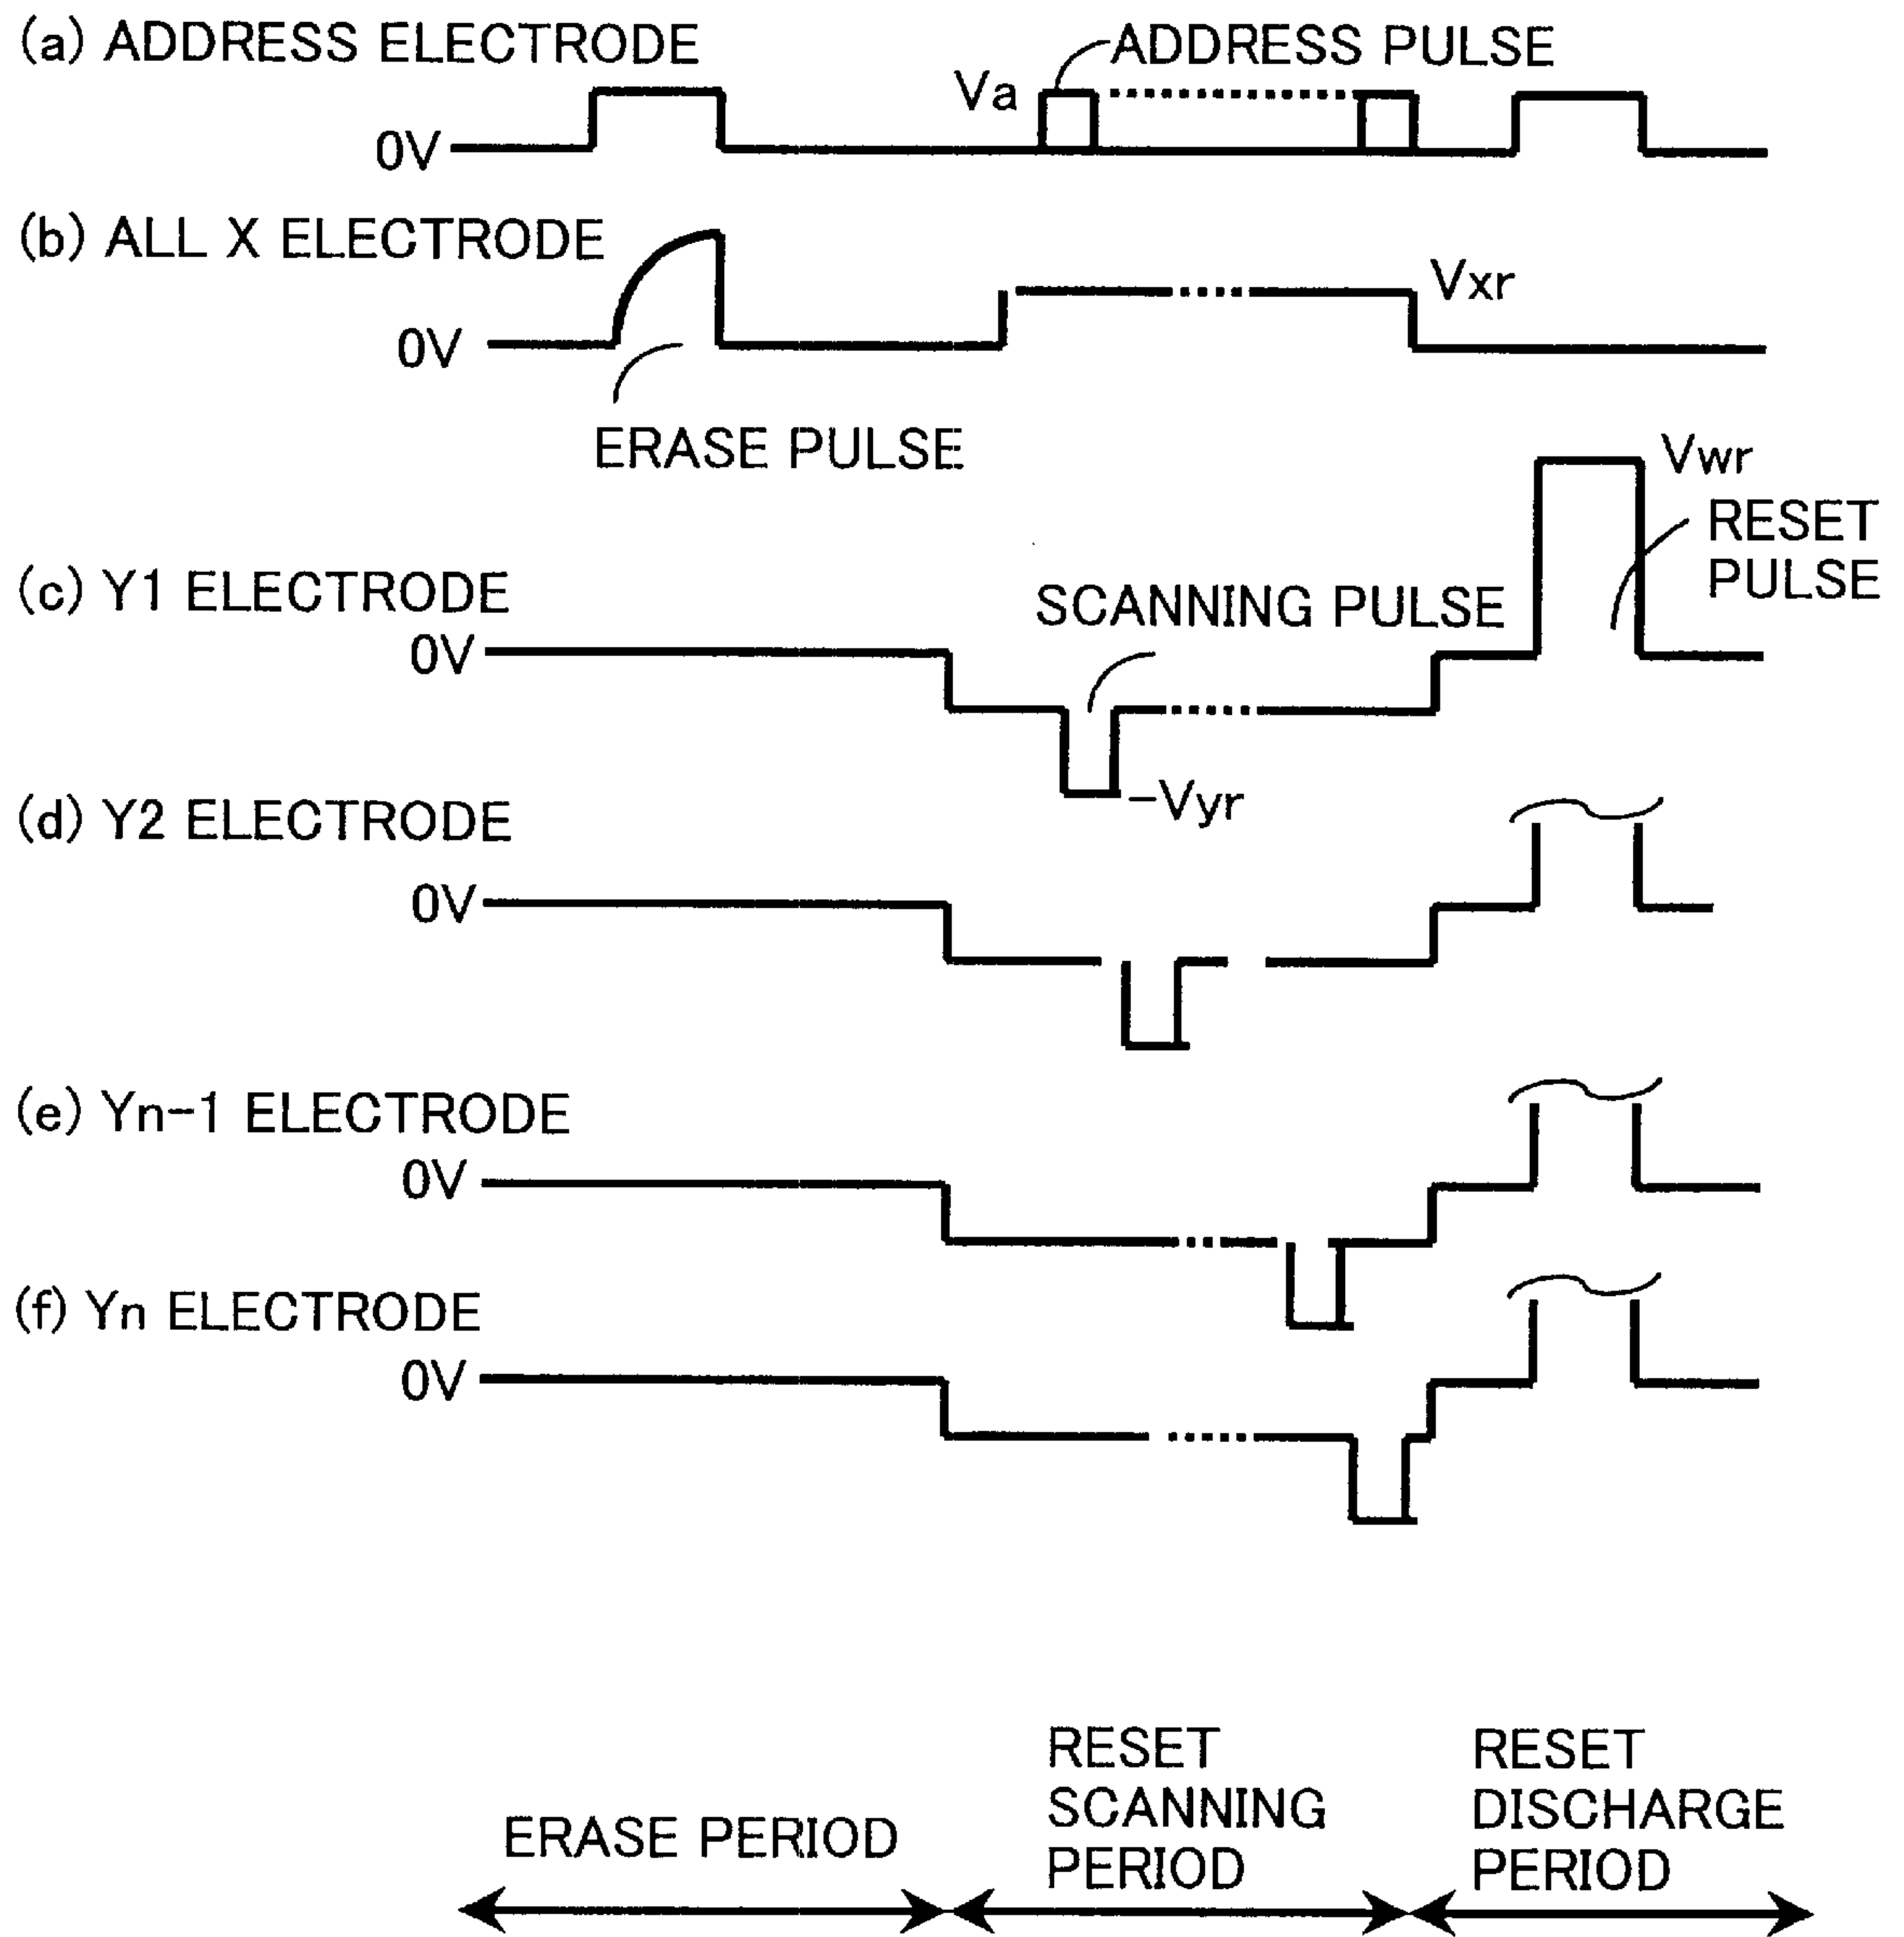 (a) ADDRESS ELECTRODE
ADDRESS PULSE
Va
0V
(b) ALL X ELECTRODE
Vxr
0V
ERASE PULSE
Vwr
RESET
PULSE
(c) Y1 ELECTRODE
SCANNING PULSE
0V
-Vyr
(d) Y2 ELECTRODE
0V
(e) Yn-1 ELECTRODE
0V
(f) Yn ELECTRODE
0V
ERASE PERIOD
RESET
SCANNING
PERIOD
RESET
DISCHARGE
PERIOD